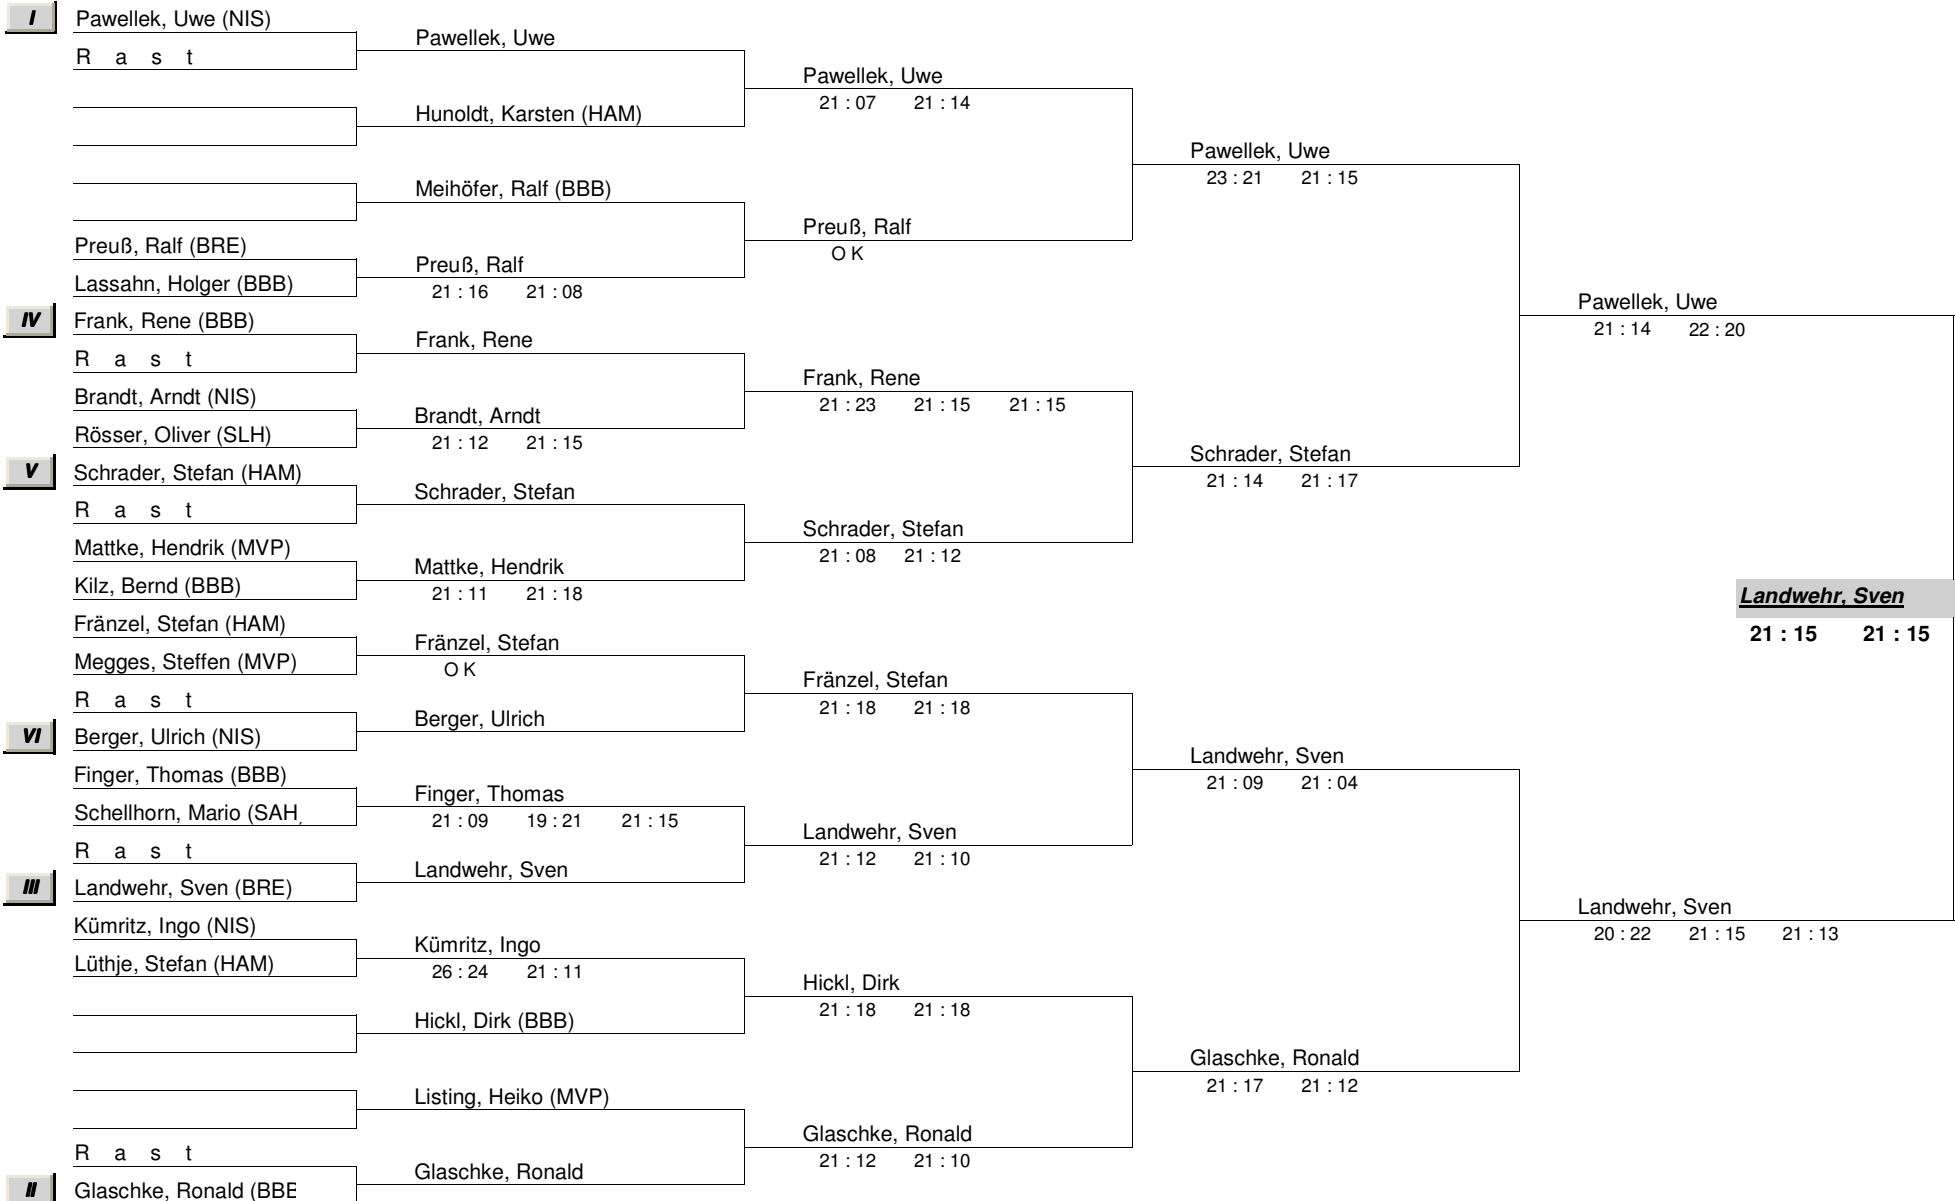 I Pawellek, Uwe (NIS)
Pawellek, Uwe
R a s t
Pawellek, Uwe
21 : 07 21 : 14
Hunoldt, Karsten (HAM)
Pawellek, Uwe
23 : 21 21 : 15
Meihöfer, Ralf (BBB)
Preuß, Ralf
O K
Preuß, Ralf (BRE)
Preuß, Ralf
Lassahn, Holger (BBB)
21 : 16 21 : 08
Pawellek, Uwe
21 : 14 22 : 20
IV Frank, Rene (BBB)
Frank, Rene
R a s t
Frank, Rene
21 : 23 21 : 15 21 : 15
Brandt, Arndt (NIS)
Brandt, Arndt
Rösser, Oliver (SLH)
21 : 12 21 : 15
Schrader, Stefan
21 : 14 21 : 17
V Schrader, Stefan (HAM)
Schrader, Stefan
R a s t
Schrader, Stefan
21 : 08 21 : 12
Mattke, Hendrik (MVP)
Mattke, Hendrik
Kilz, Bernd (BBB)
21 : 11 21 : 18
Landwehr, Sven
21 : 15 21 : 15
Fränzel, Stefan (HAM)
Fränzel, Stefan
Megges, Steffen (MVP)
O K
Fränzel, Stefan
21 : 18 21 : 18
R a s t
Berger, Ulrich
VI Berger, Ulrich (NIS)
Landwehr, Sven
21 : 09 21 : 04
Finger, Thomas (BBB)
Finger, Thomas
Schellhorn, Mario (SAH
21 : 09 19 : 21 21 : 15
Landwehr, Sven
21 : 12 21 : 10
R a s t
Landwehr, Sven
III Landwehr, Sven (BRE)
Landwehr, Sven
20 : 22 21 : 15 21 : 13
Kümritz, Ingo (NIS)
Kümritz, Ingo
Lüthje, Stefan (HAM)
26 : 24 21 : 11
Hickl, Dirk
21 : 18 21 : 18
Hickl, Dirk (BBB)
Glaschke, Ronald
21 : 17 21 : 12
Listing, Heiko (MVP)
Glaschke, Ronald
21 : 12 21 : 10
R a s t
Glaschke, Ronald
II Glaschke, Ronald (BBB